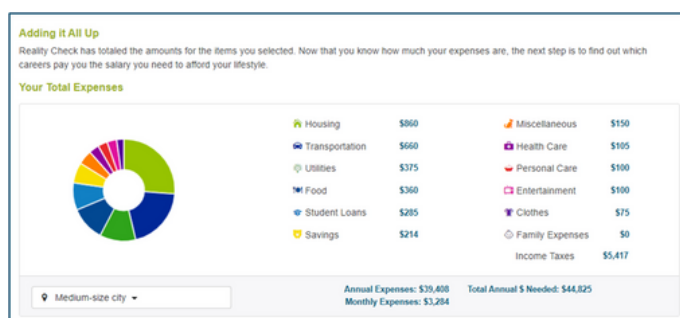 Adding it All Up
Reality Check has totaled the amounts for the items you selected. Now that you know how much your expenses are, the next step is to find out which
careers pay you the salary you need to afford your lifestyle.
Your Total Expenses
Housing $860
Transportation $660
Utilities $375
Food $360
Student Loans $285
Savings $214
Miscellaneous $150
Health Care $105
Personal Care $100
Entertainment $100
Clothes $75
Family Expenses $0
Income Taxes $5,417
Medium-size city
Annual Expenses: $39,408
Monthly Expenses: $3,284
Total Annual $ Needed: $44,825